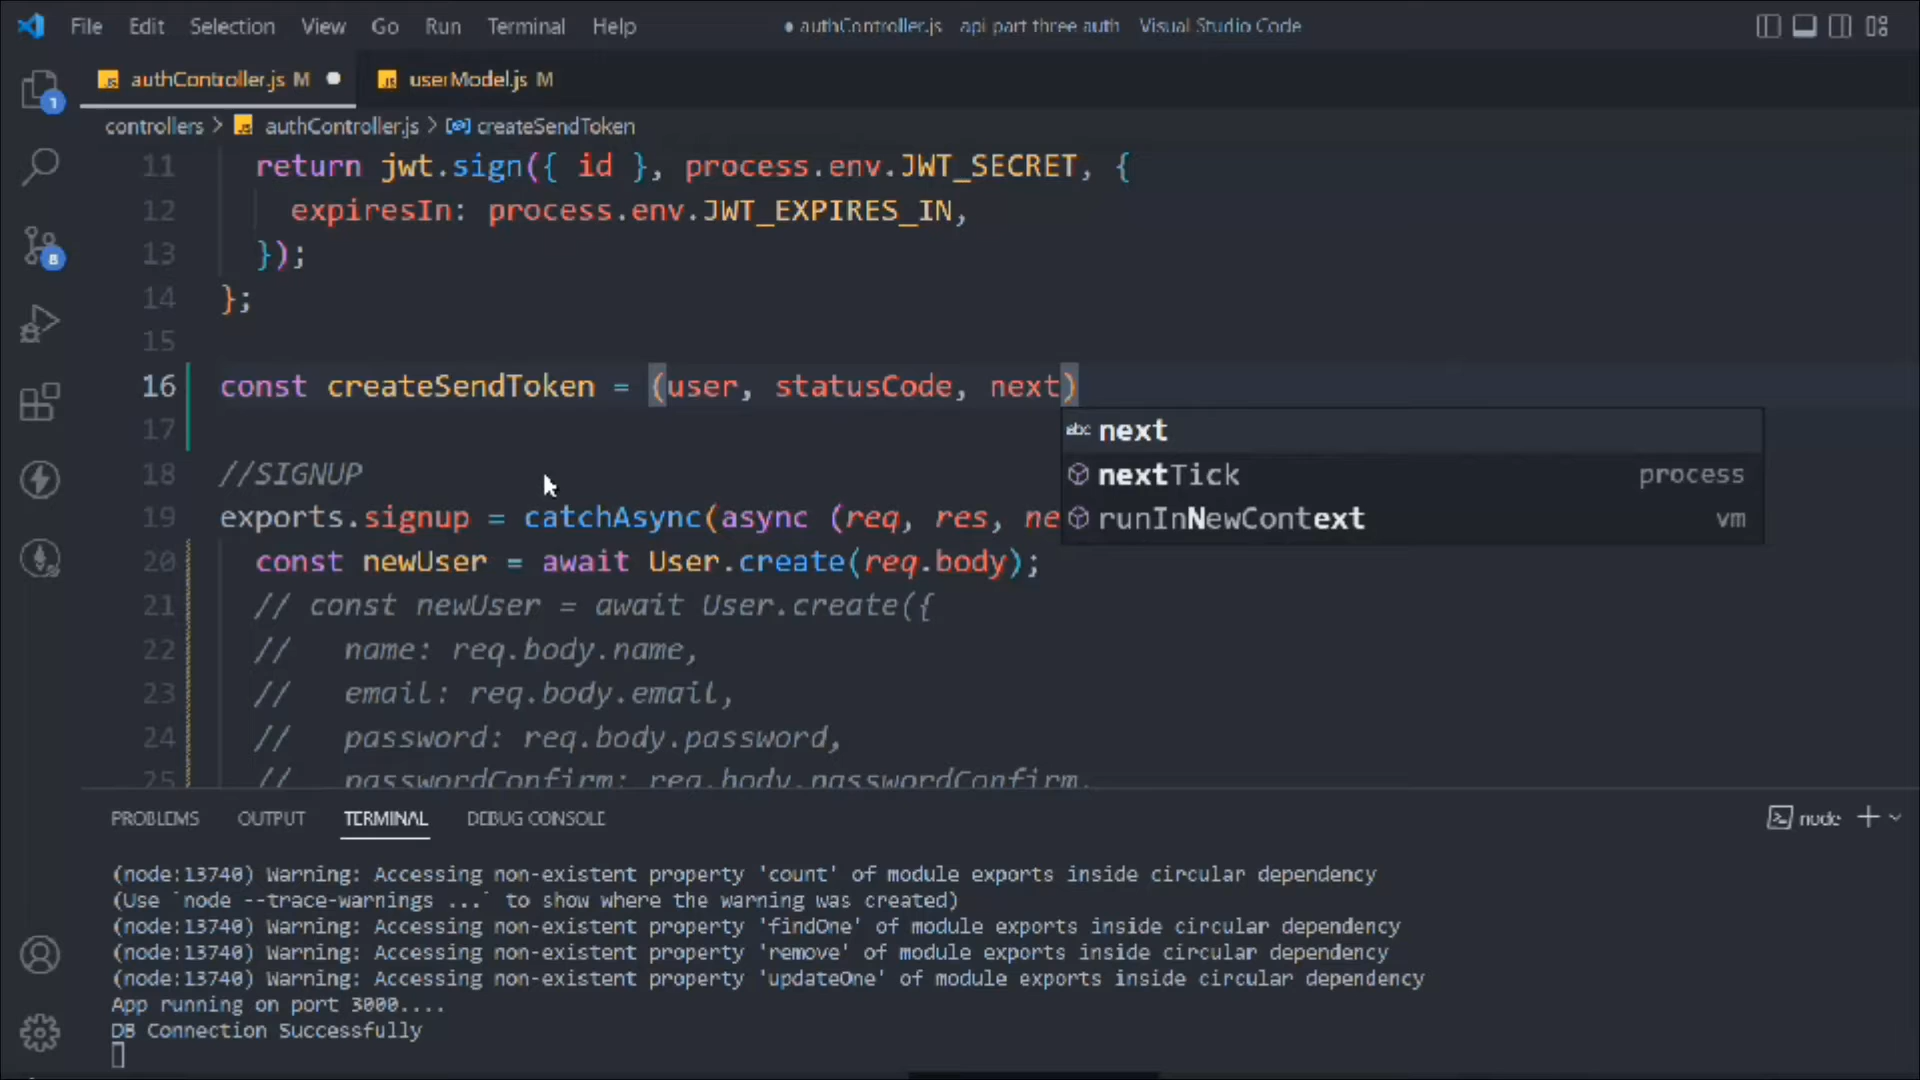 File Edit Selection View Go Run Terminal Help ● authController.js api part three auth Visual Studio Code
authController.js M ● userModel.js M
controllers > authController.js > createSendToken
11 return jwt.sign({ id }, process.env.JWT_SECRET, {
12 expiresIn: process.env.JWT_EXPIRES_IN,
13 });
14 };
15
16 const createSendToken = (user, statusCode, next)
17
next
nextTick process
runInNewContext vm
18 //SIGNUP
19 exports.signup = catchAsync(async (req, res, ne
20 const newUser = await User.create(req.body);
21 // const newUser = await User.create({
22 // name: req.body.name,
23 // email: req.body.email,
24 // password: req.body.password,
25 // passwordConfirm: req.body.passwordConfirm,
PROBLEMS OUTPUT TERMINAL DEBUG CONSOLE node
(node:13740) Warning: Accessing non-existent property 'count' of module exports inside circular dependency
(Use `node --trace-warnings ...` to show where the warning was created)
(node:13740) Warning: Accessing non-existent property 'findOne' of module exports inside circular dependency
(node:13740) Warning: Accessing non-existent property 'remove' of module exports inside circular dependency
(node:13740) Warning: Accessing non-existent property 'updateOne' of module exports inside circular dependency
App running on port 3000....
DB Connection Successfully
1
8